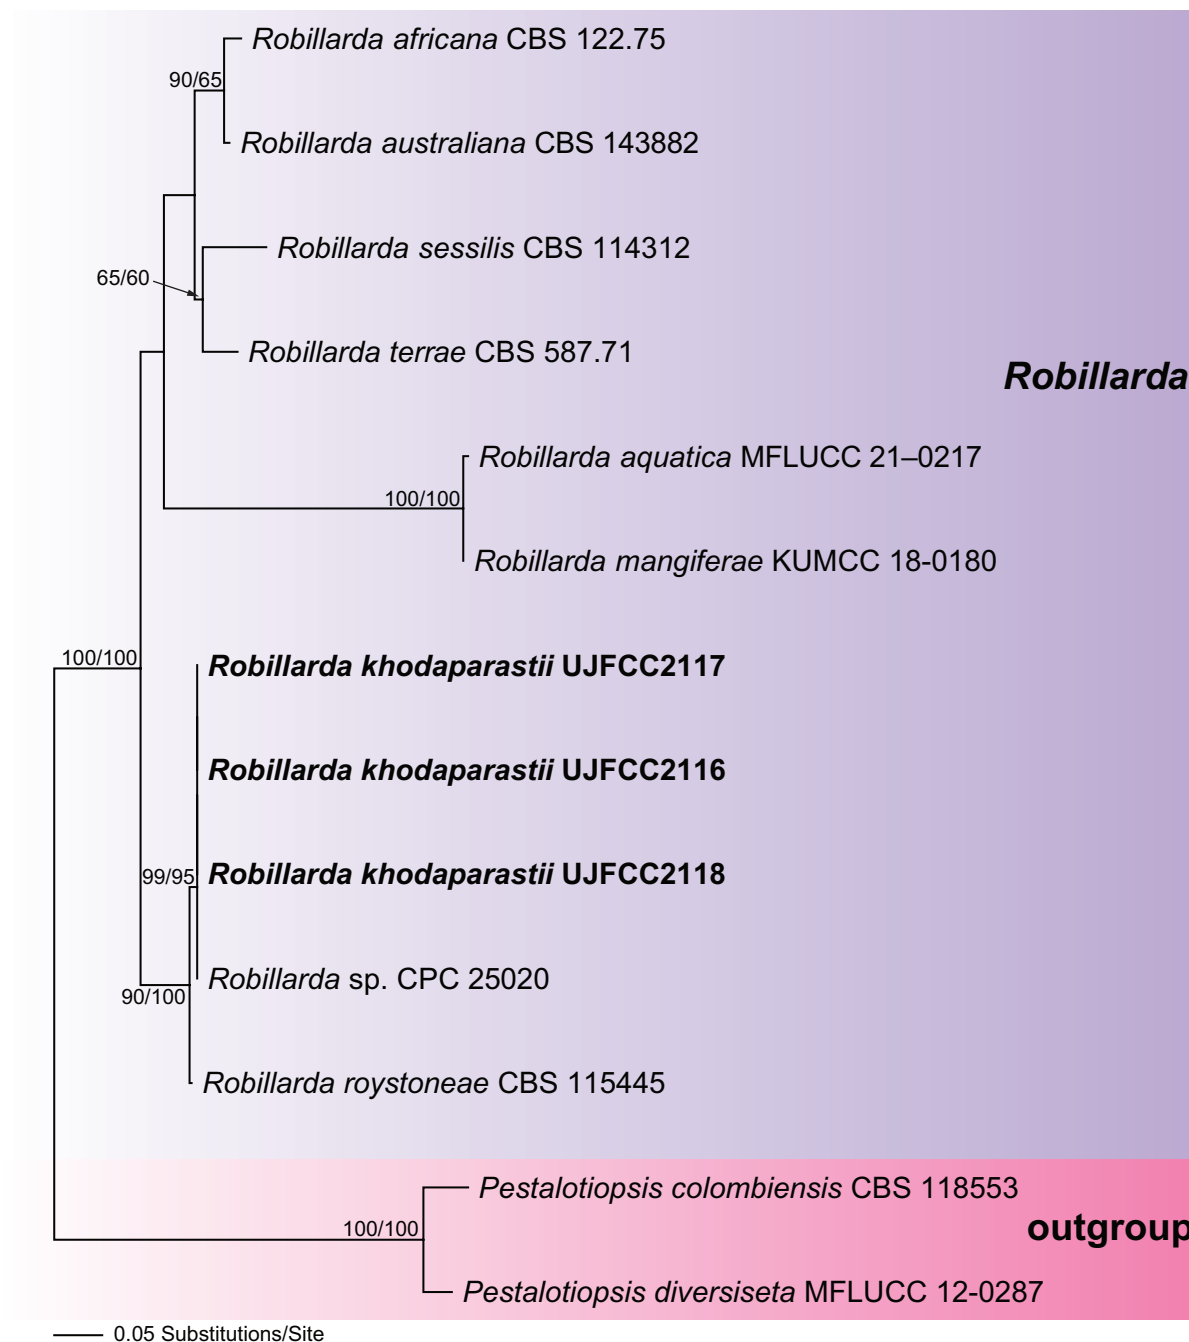 Robillarda africana CBS 122.75
90/65
Robillarda australiana CBS 143882
Robillarda sessilis CBS 114312
65/60
Robillarda terrae CBS 587.71
Robillarda
Robillarda aquatica MFLUCC 21–0217
100/100
Robillarda mangiferae KUMCC 18-0180
100/100
Robillarda khodaparastii UJFCC2117
Robillarda khodaparastii UJFCC2116
99/95
Robillarda khodaparastii UJFCC2118
Robillarda sp. CPC 25020
90/100
Robillarda roystoneae CBS 115445
Pestalotiopsis colombiensis CBS 118553
100/100
outgroup
Pestalotiopsis diversiseta MFLUCC 12-0287
0.05 Substitutions/Site